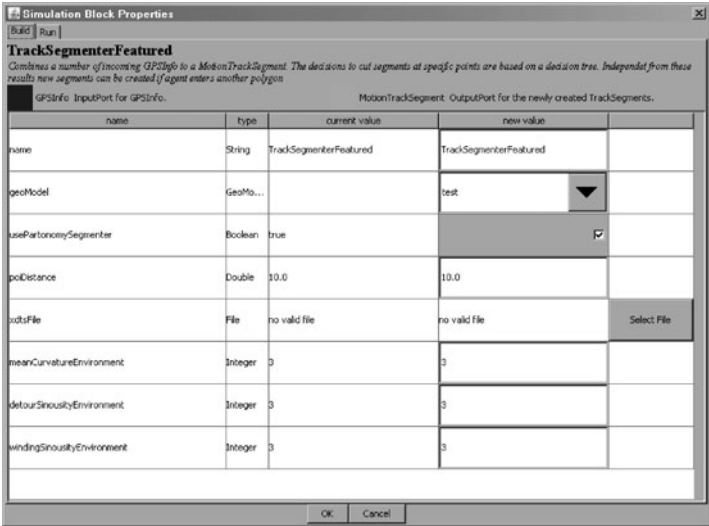 Simulation Block Properties
Build Run
TrackSegmenterFeatured
Combines a number of incoming GPSInfo to a MotionTrackSegment. The decisions to cut segments at specific points are based on a decision tree. Independet from these
results new segments can be created if agent enters another polygon
GPSInfo InputPort for GPSInfo. MotionTrackSegment OutputPort for the newly created TrackSegments.
name type current value new value
name String TrackSegmenterFeatured TrackSegmenterFeatured
geoModel GeoMo... test
usePartonomySegmenter Boolean true
poiDistance Double 10.0 10.0
xdtsFile File no valid file no valid file Select File
meanCurvatureEnvironment Integer 3 3
detourSinousityEnvironment Integer 3 3
windingSinousityEnvironment Integer 3 3
OK Cancel